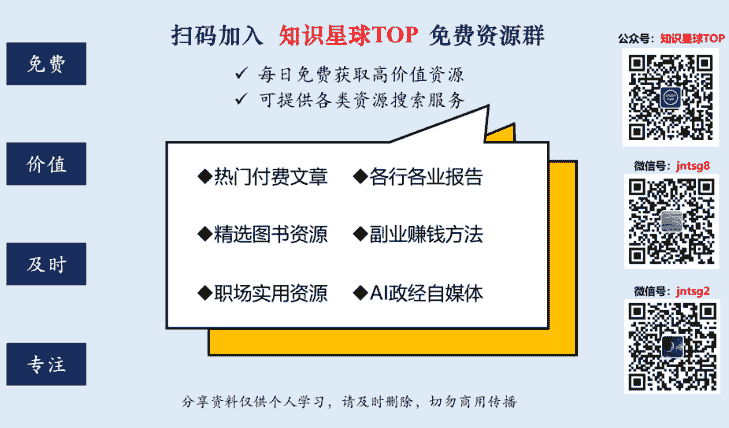 扫码加入 知识星球TOP 免费资源群
✓ 每日免费获取高价值资源
✓ 可提供各类资源搜索服务
免费
价值
及时
专注
◆热门付费文章 ◆各行各业报告
◆精选图书资源 ◆副业赚钱方法
◆职场实用资源 ◆AI政经自媒体
公众号：知识星球TOP
微信号：jntsg8
微信号：jntsg2
分享资料仅供个人学习，请及时删除，切勿商用传播